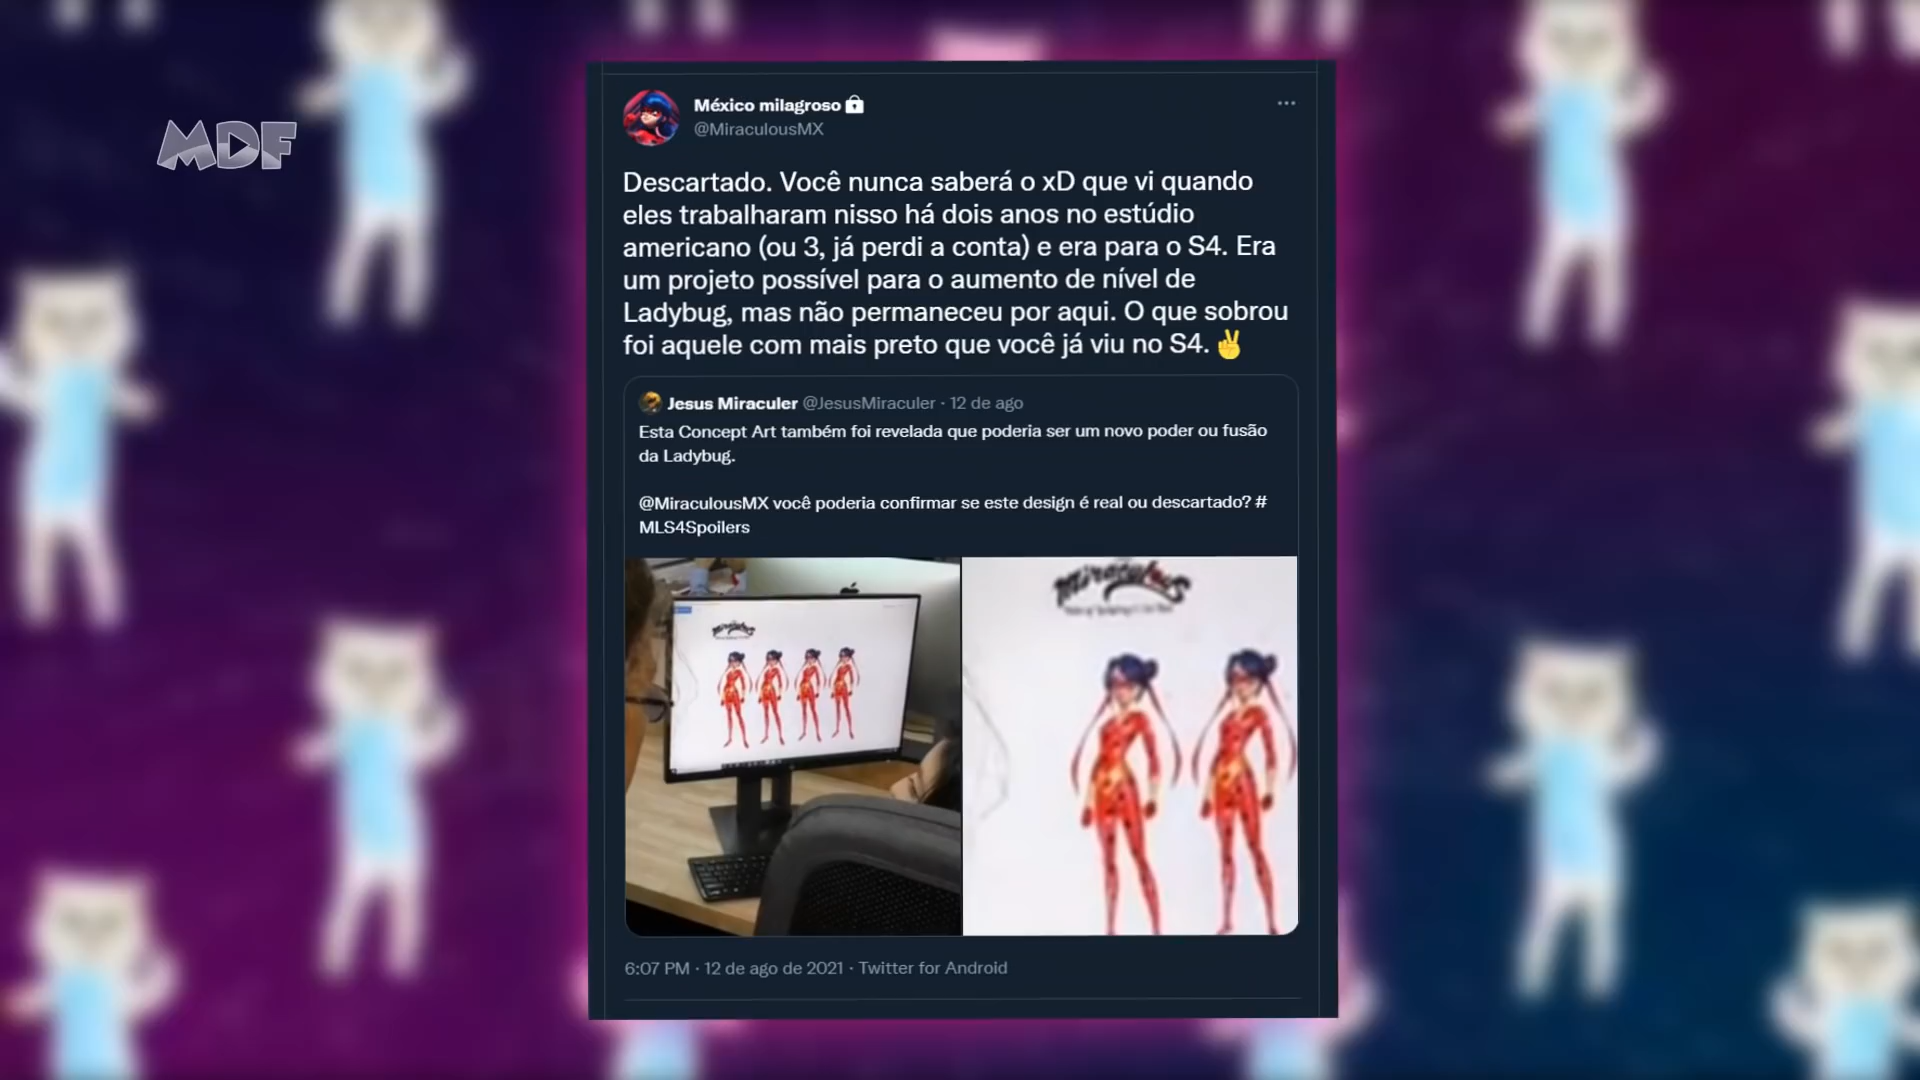 MDF
México milagroso
@MiraculousMX
Descartado. Você nunca saberá o xD que vi quando
eles trabalharam nisso há dois anos no estúdio
americano (ou 3, já perdi a conta) e era para o S4. Era
um projeto possível para o aumento de nível de
Ladybug, mas não permaneceu por aqui. O que sobrou
foi aquele com mais preto que você já viu no S4.✌️
Jesus Miraculer @JesusMiraculer · 12 de ago
Esta Concept Art também foi revelada que poderia ser um novo poder ou fusão
da Ladybug.
@MiraculousMX você poderia confirmar se este design é real ou descartado? #
MLS4Spoilers
Miraculous
Miraculous
6:07 PM · 12 de ago de 2021 · Twitter for Android